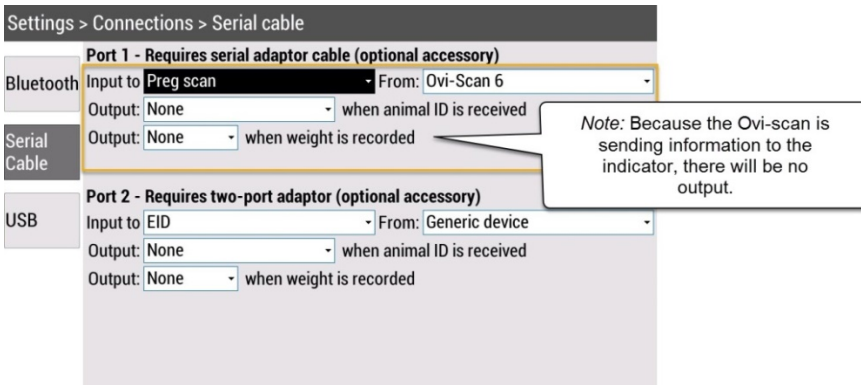 Settings > Connections > Serial cable
Port 1 - Requires serial adaptor cable (optional accessory)
Bluetooth
Input to Preg scan From: Ovi-Scan 6
Output: None when animal ID is received
Output: None when weight is recorded
Note: Because the Ovi-scan is
sending information to the
indicator, there will be no
output.
Serial
Cable
Port 2 - Requires two-port adaptor (optional accessory)
USB
Input to EID From: Generic device
Output: None when animal ID is received
Output: None when weight is recorded